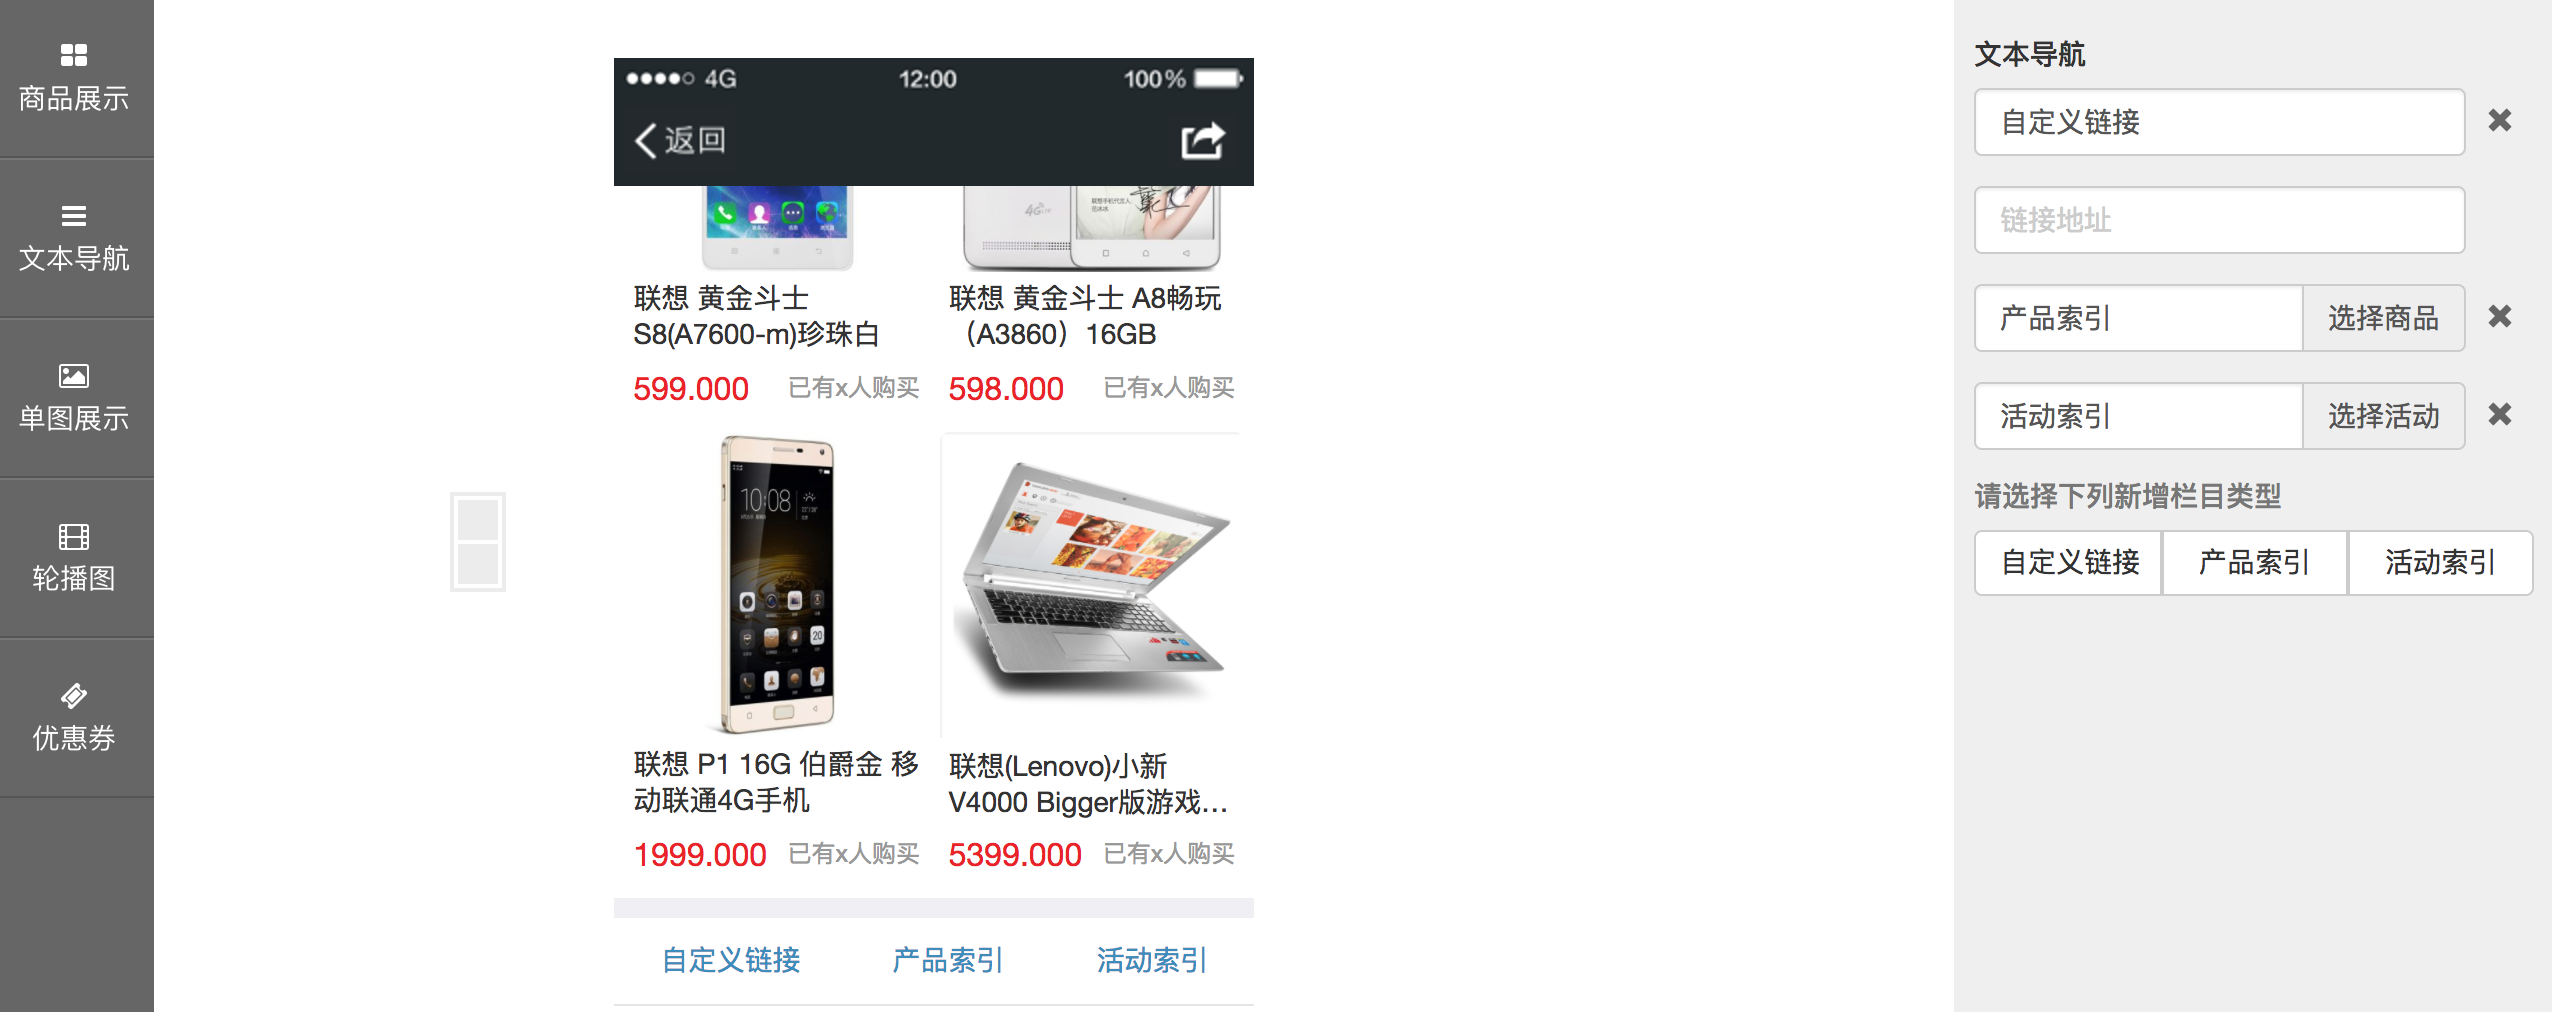 商品展示
文本导航
单图展示
轮播图
优惠券
4G
12:00
100%
返回
4G LTE
联想 黄金斗士
S8(A7600-m)珍珠白
599.000
已有x人购买
联想 黄金斗士 A8畅玩
（A3860）16GB
598.000
已有x人购买
10:08
20
联想 P1 16G 伯爵金 移
动联通4G手机
1999.000
已有x人购买
联想(Lenovo)小新
V4000 Bigger版游戏…
5399.000
已有x人购买
自定义链接
产品索引
活动索引
文本导航
自定义链接
链接地址
产品索引
选择商品
活动索引
选择活动
请选择下列新增栏目类型
自定义链接
产品索引
活动索引